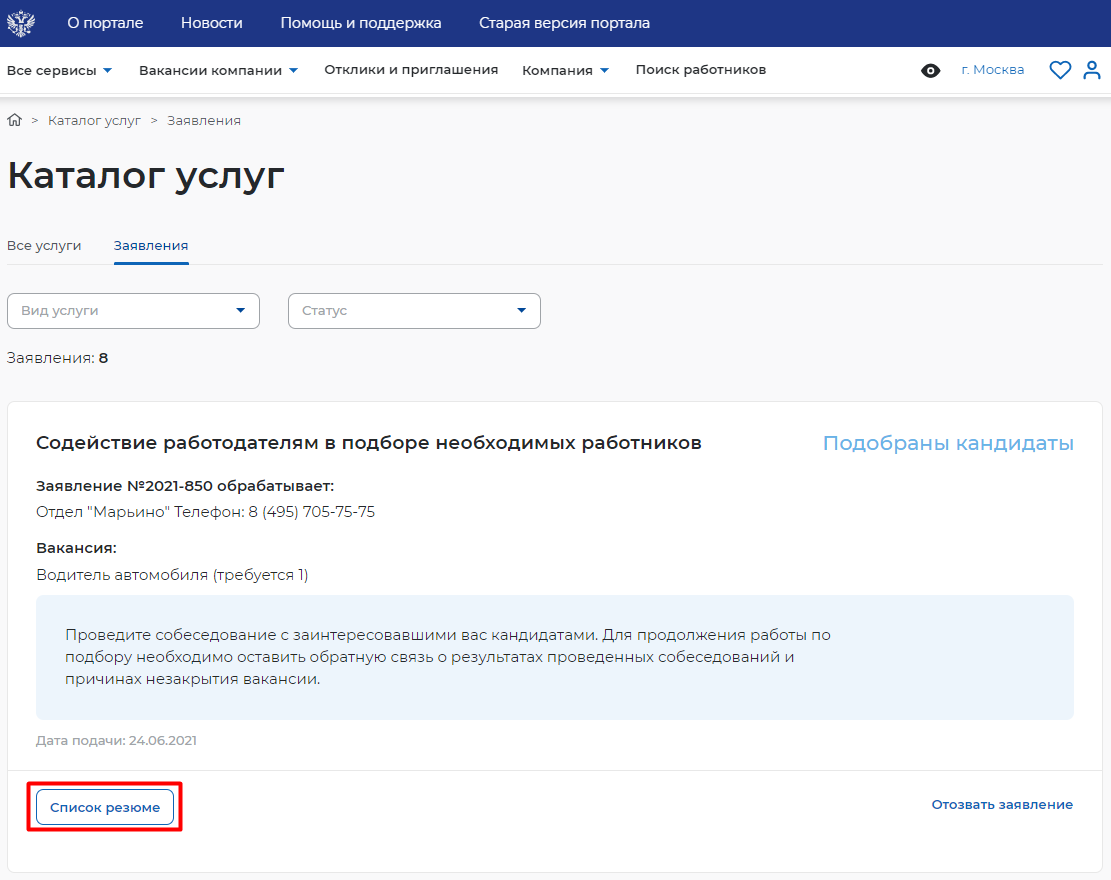 О портале Новости Помощь и поддержка Старая версия портала
Все сервисы Вакансии компании Отклики и приглашения Компания Поиск работников г. Москва
> Каталог услуг > Заявления
Каталог услуг
Все услуги Заявления
Вид услуги Статус
Заявления: 8
Содействие работодателям в подборе необходимых работников Подобраны кандидаты
Заявление №2021-850 обрабатывает:
Отдел "Марьино" Телефон: 8 (495) 705-75-75
Вакансия:
Водитель автомобиля (требуется 1)
Проведите собеседование с заинтересовавшими вас кандидатами. Для продолжения работы по
подбору необходимо оставить обратную связь о результатах проведенных собеседований и
причинах незакрытия вакансии.
Дата подачи: 24.06.2021
Список резюме Отозвать заявление